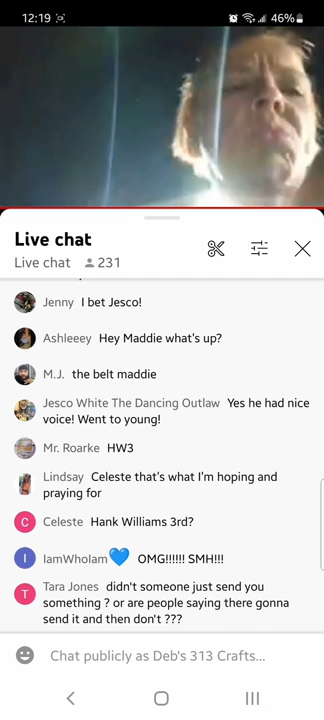 12:19 46%
Live chat
Live chat 231
Jenny I bet Jesco!
Ashleeey Hey Maddie what's up?
M.J. the belt maddie
Jesco White The Dancing Outlaw Yes he had nice
voice! Went to young!
Mr. Roarke HW3
Lindsay Celeste that's what I'm hoping and
praying for
C Celeste Hank Williams 3rd?
I IamWhoIam💙 OMG!!!!!! SMH!!!
T Tara Jones didn't someone just send you
something ? or are people saying there gonna
send it and then don't ???
Chat publicly as Deb's 313 Crafts...